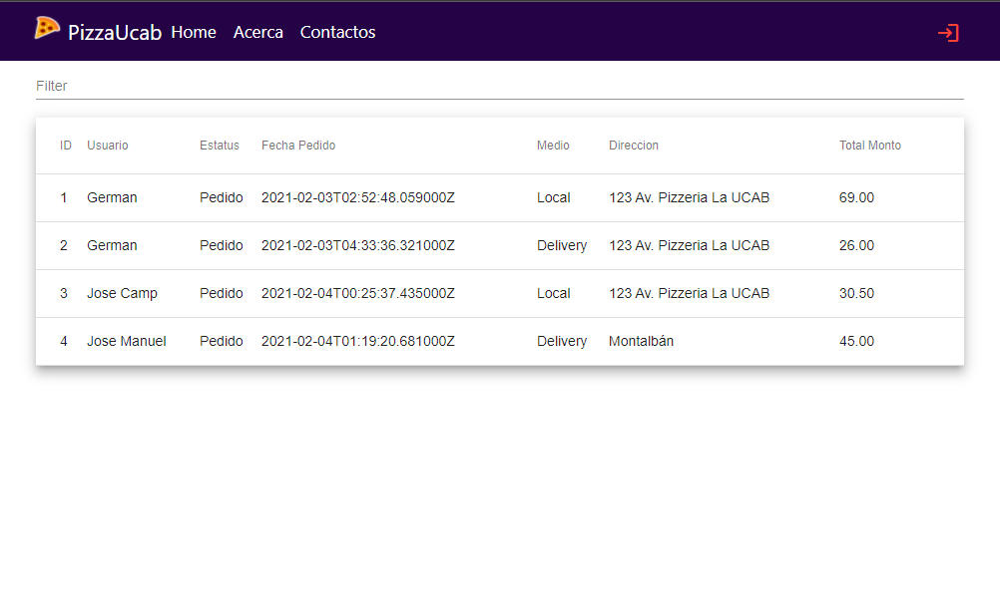 PizzaUcab Home Acerca Contactos
Filter
ID Usuario Estatus Fecha Pedido Medio Direccion Total Monto
1 German Pedido 2021-02-03T02:52:48.059000Z Local 123 Av. Pizzeria La UCAB 69.00
2 German Pedido 2021-02-03T04:33:36.321000Z Delivery 123 Av. Pizzeria La UCAB 26.00
3 Jose Camp Pedido 2021-02-04T00:25:37.435000Z Local 123 Av. Pizzeria La UCAB 30.50
4 Jose Manuel Pedido 2021-02-04T01:19:20.681000Z Delivery Montalbán 45.00